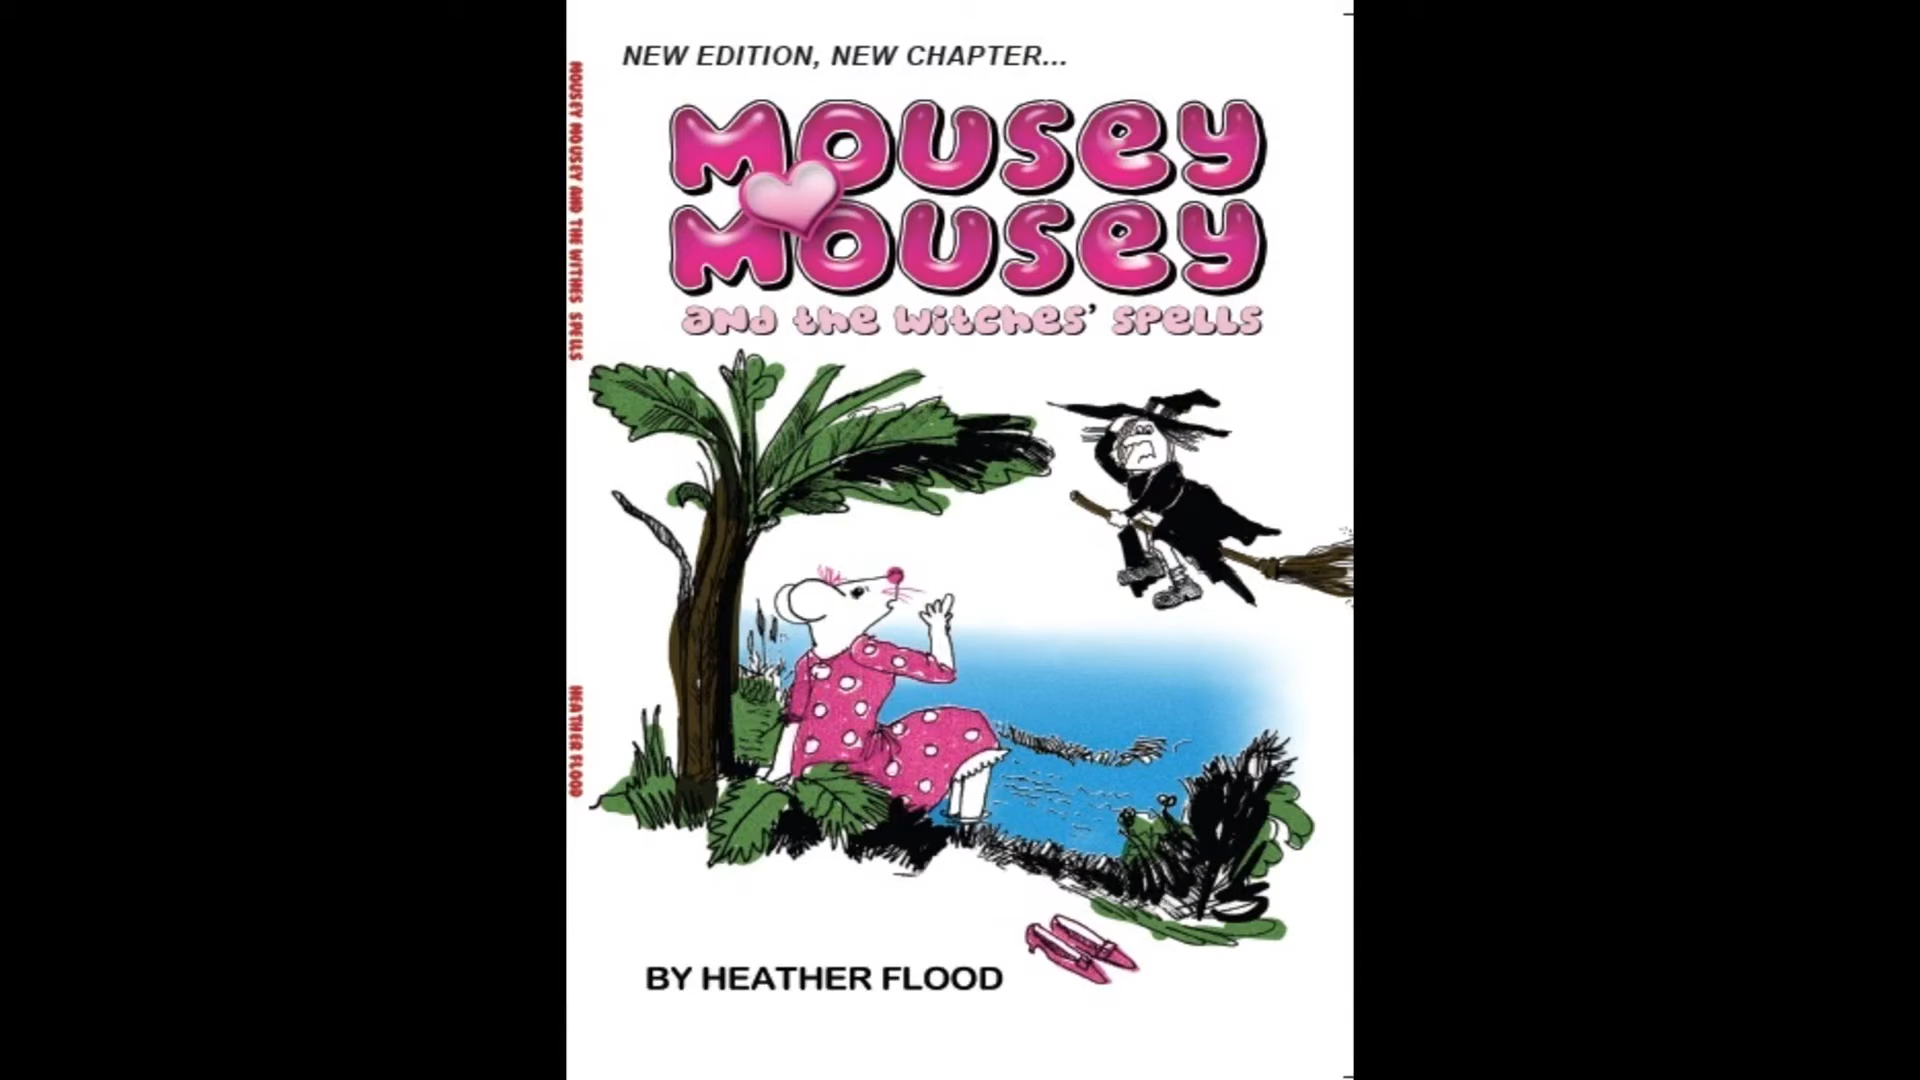 NEW EDITION, NEW CHAPTER...
MOUSEY
MOUSEY
and the witches' spells
BY HEATHER FLOOD
MOUSEY MOUSEY AND THE WITHES SPELLS
HEATHER FLOOD